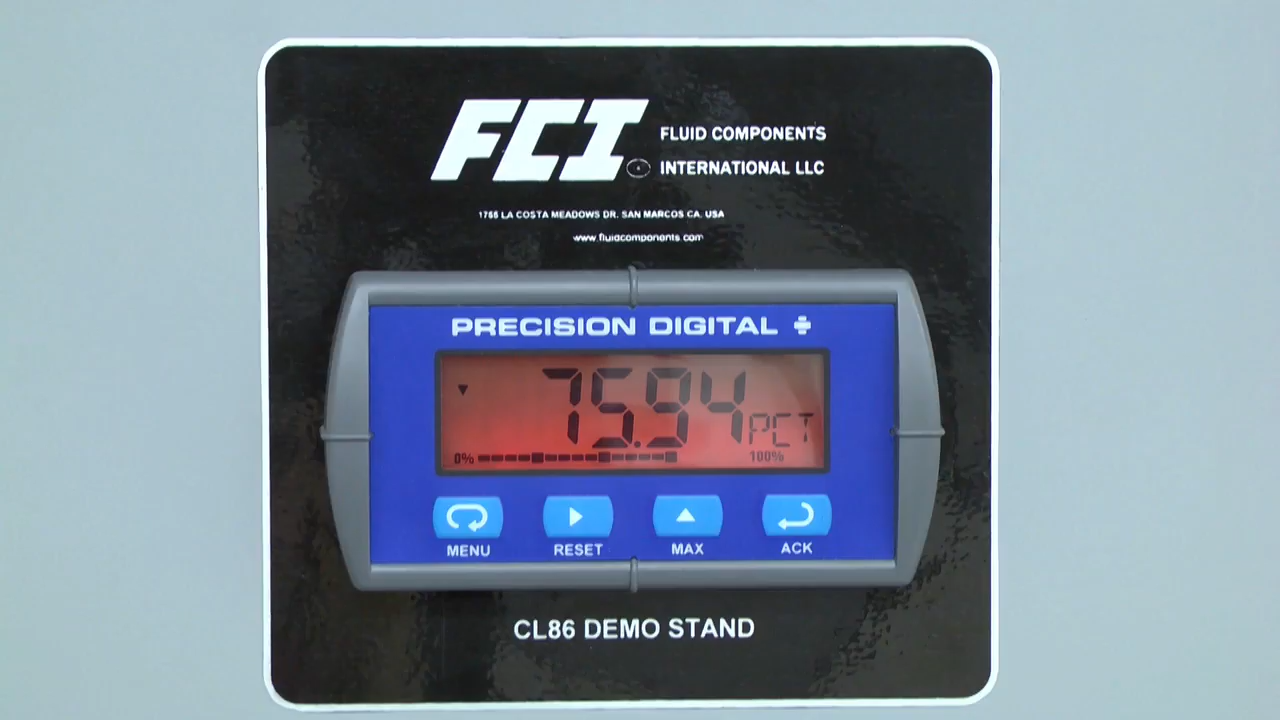 FCI
FLUID COMPONENTS
INTERNATIONAL LLC
1755 LA COSTA MEADOWS DR. SAN MARCOS CA. USA
www.fluidcomponents.com
PRECISION DIGITAL
75.94 PCT
0% 100%
MENU RESET MAX ACK
CL86 DEMO STAND